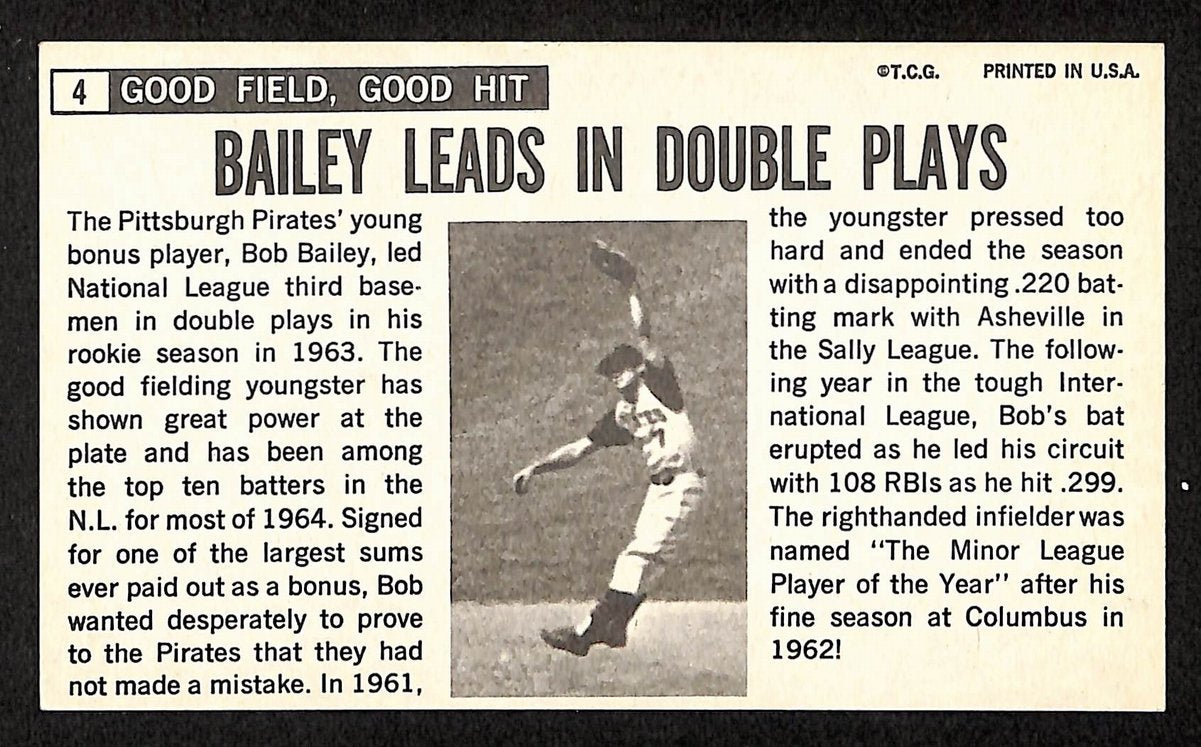 4 GOOD FIELD, GOOD HIT
©T.C.G. PRINTED IN U.S.A.
BAILEY LEADS IN DOUBLE PLAYS
The Pittsburgh Pirates' young
bonus player, Bob Bailey, led
National League third base-
men in double plays in his
rookie season in 1963. The
good fielding youngster has
shown great power at the
plate and has been among
the top ten batters in the
N.L. for most of 1964. Signed
for one of the largest sums
ever paid out as a bonus, Bob
wanted desperately to prove
to the Pirates that they had
not made a mistake. In 1961,
the youngster pressed too
hard and ended the season
with a disappointing .220 bat-
ting mark with Asheville in
the Sally League. The follow-
ing year in the tough Inter-
national League, Bob's bat
erupted as he led his circuit
with 108 RBIs as he hit .299.
The righthanded infielder was
named "The Minor League
Player of the Year" after his
fine season at Columbus in
1962!